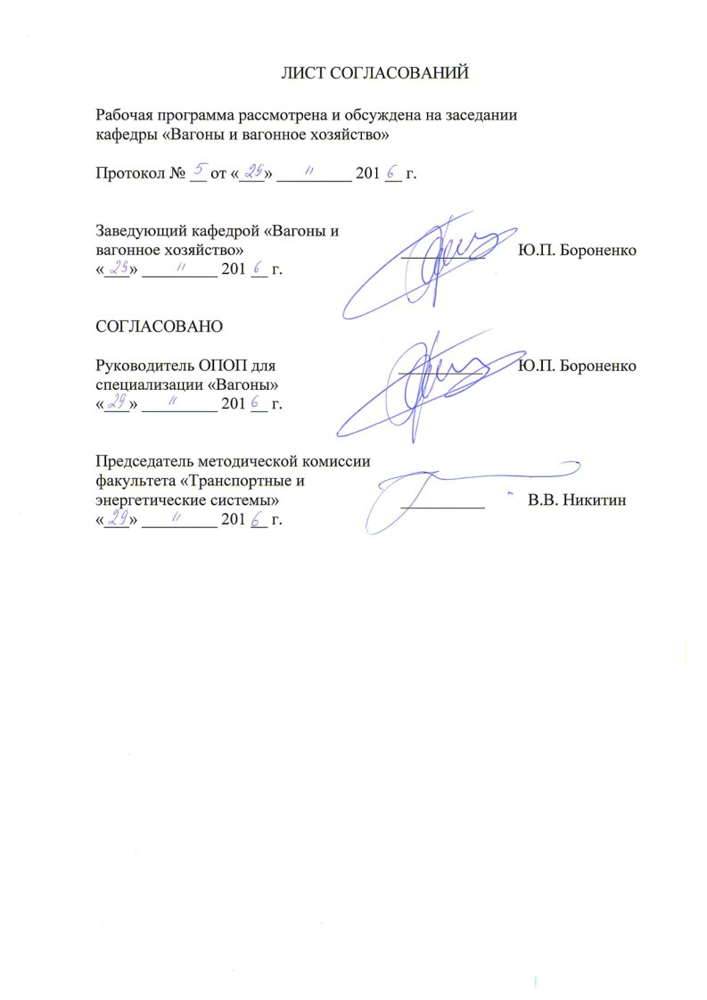 ЛИСТ СОГЛАСОВАНИЙ
Рабочая программа рассмотрена и обсуждена на заседании
кафедры «Вагоны и вагонное хозяйство»
Протокол № 5 от «29» 11 2016 г.
Заведующий кафедрой «Вагоны и
вагонное хозяйство» Ю.П. Бороненко
«29» 11 2016 г.
СОГЛАСОВАНО
Руководитель ОПОП для Ю.П. Бороненко
специализации «Вагоны»
«29» 11 2016 г.
Председатель методической комиссии
факультета «Транспортные и
энергетические системы» В.В. Никитин
«29» 11 2016 г.